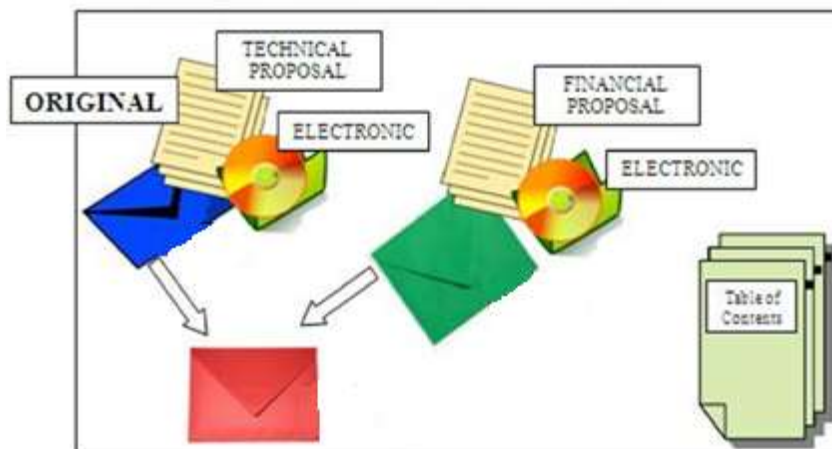 TECHNICAL
PROPOSAL
ORIGINAL
ELECTRONIC
FINANCIAL
PROPOSAL
ELECTRONIC
Table of
Contents